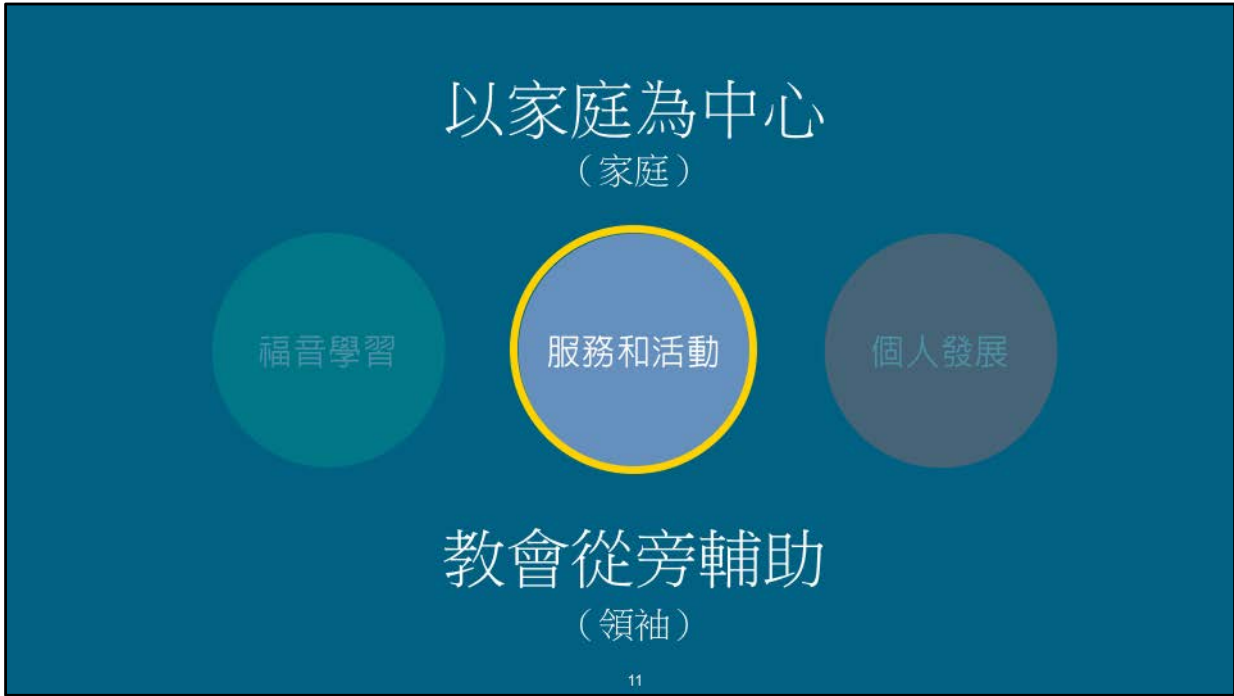 以家庭為中心
（家庭）
福音學習
服務和活動
個人發展
教會從旁輔助
（領袖）
11